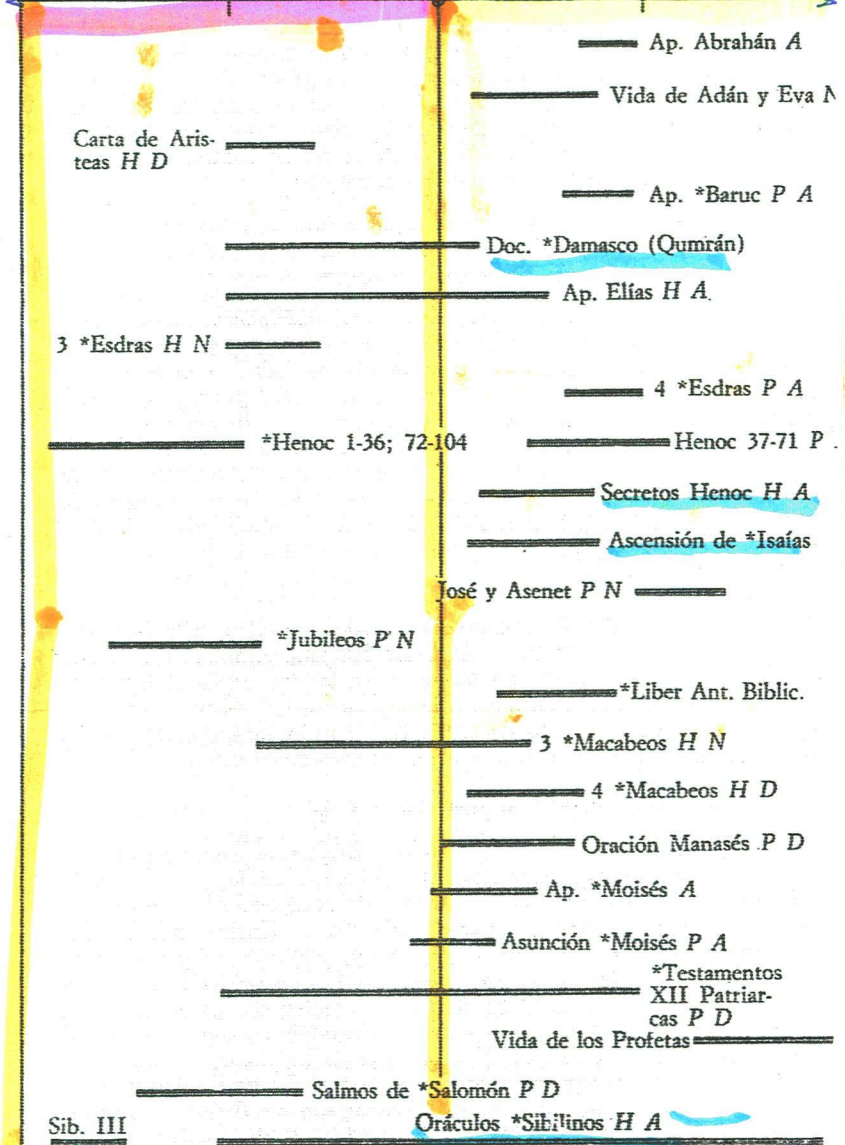 Ap. Abrahán A
Vida de Adán y Eva N
Carta de Aris-
teas H D
Ap. *Baruc P A
Doc. *Damasco (Qumrán)
Ap. Elías H A.
3 *Esdras H N
4 *Esdras P A
*Henoc 1-36; 72-104
Henoc 37-71 P
Secretos Henoc H A
Ascensión de *Isaías
José y Asenet P N
*Jubileos P N
*Liber Ant. Biblic.
3 *Macabeos H N
4 *Macabeos H D
Oración Manasés P D
Ap. *Moisés A
Asunción *Moisés P A
*Testamentos
XII Patriar-
cas P D
Vida de los Profetas
Salmos de *Salomón P D
Sib. III
Oráculos *Sibilinos H A